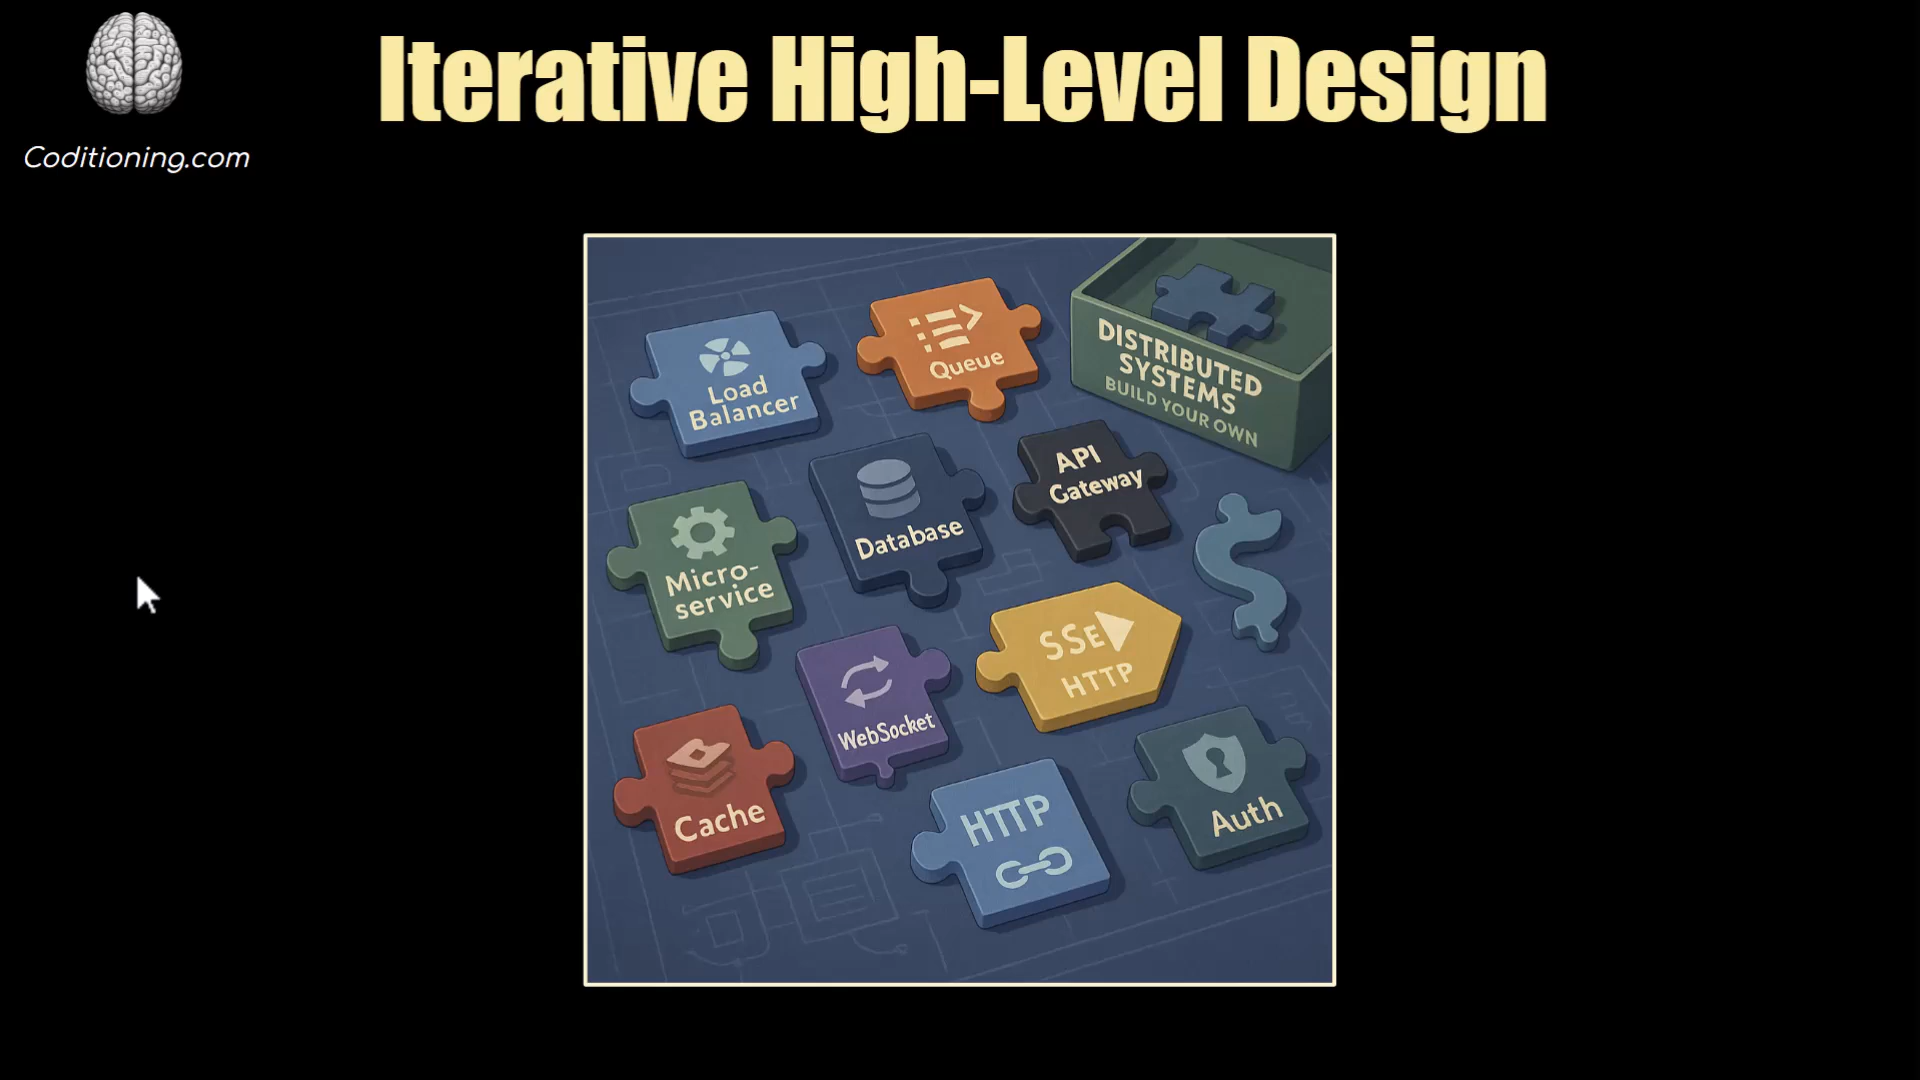 Iterative High-Level Design
Coditioning.com
Load
Balancer
Queue
DISTRIBUTED
SYSTEMS
BUILD YOUR OWN
API
Gateway
Database
Micro-
service
SSE
HTTP
WebSocket
Cache
HTTP
Auth